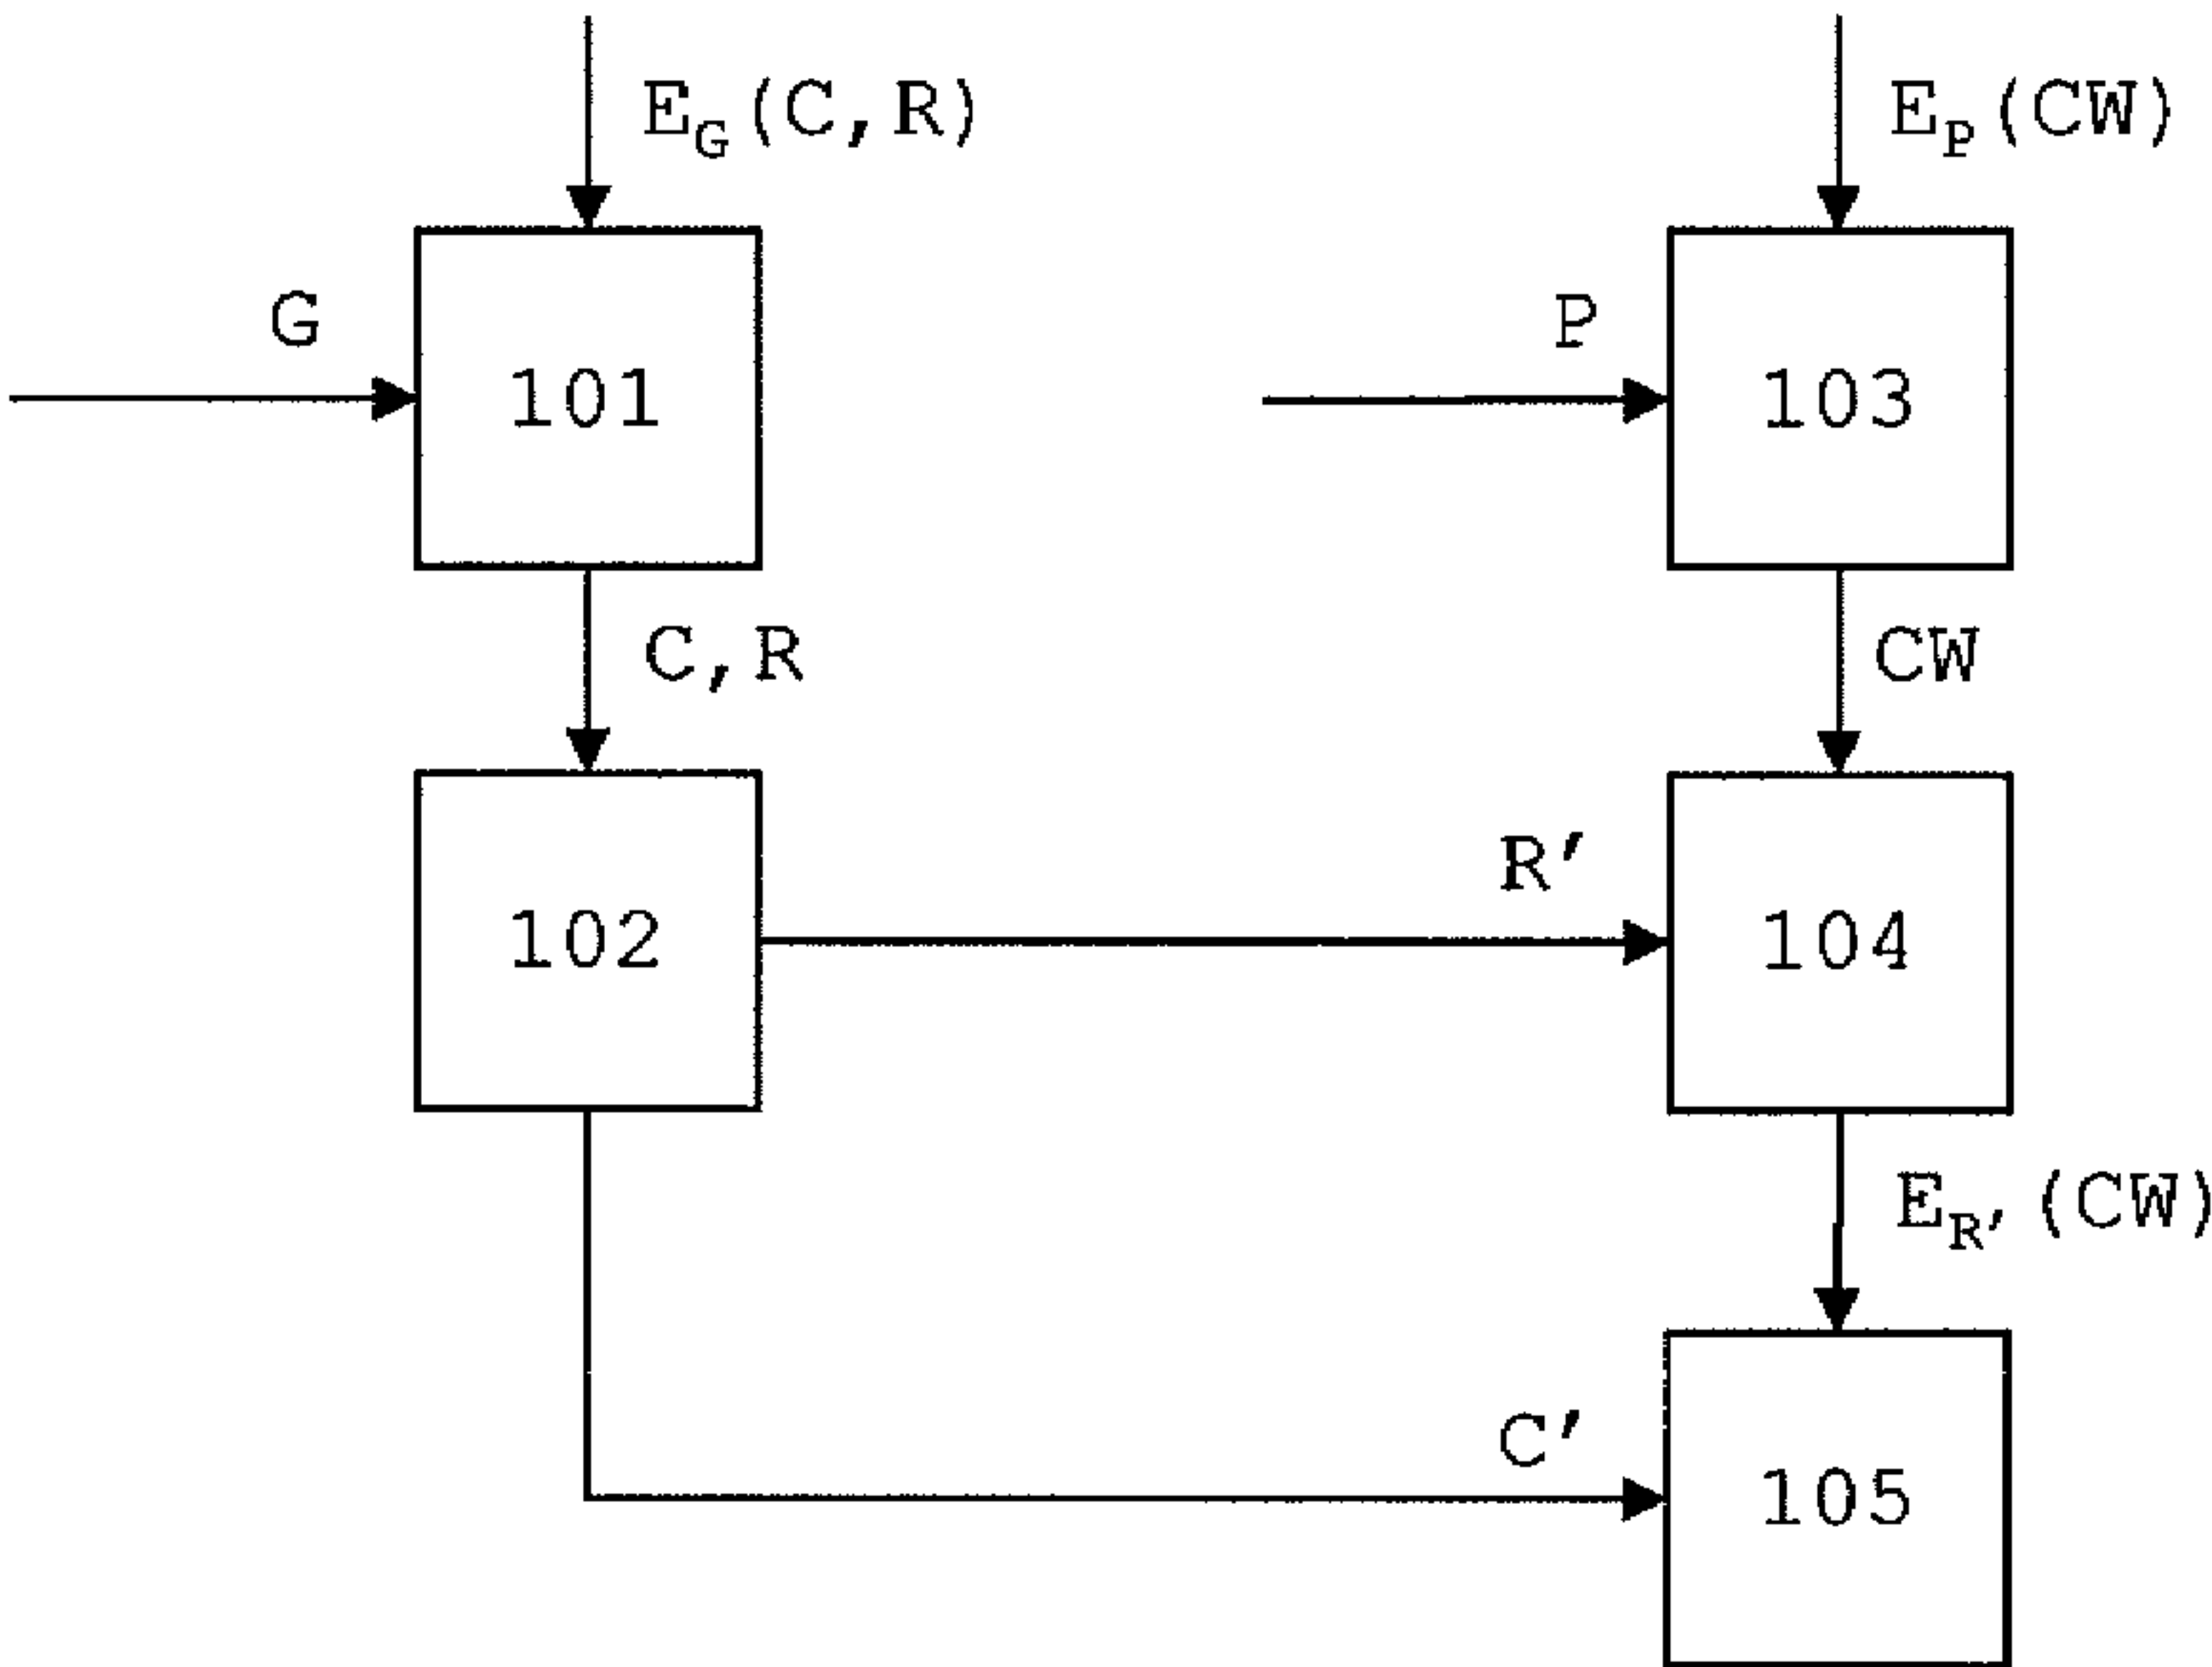 E_G(C,R)
E_P(CW)
G
P
101
103
C,R
CW
R′
102
104
E_R′(CW)
C′
105